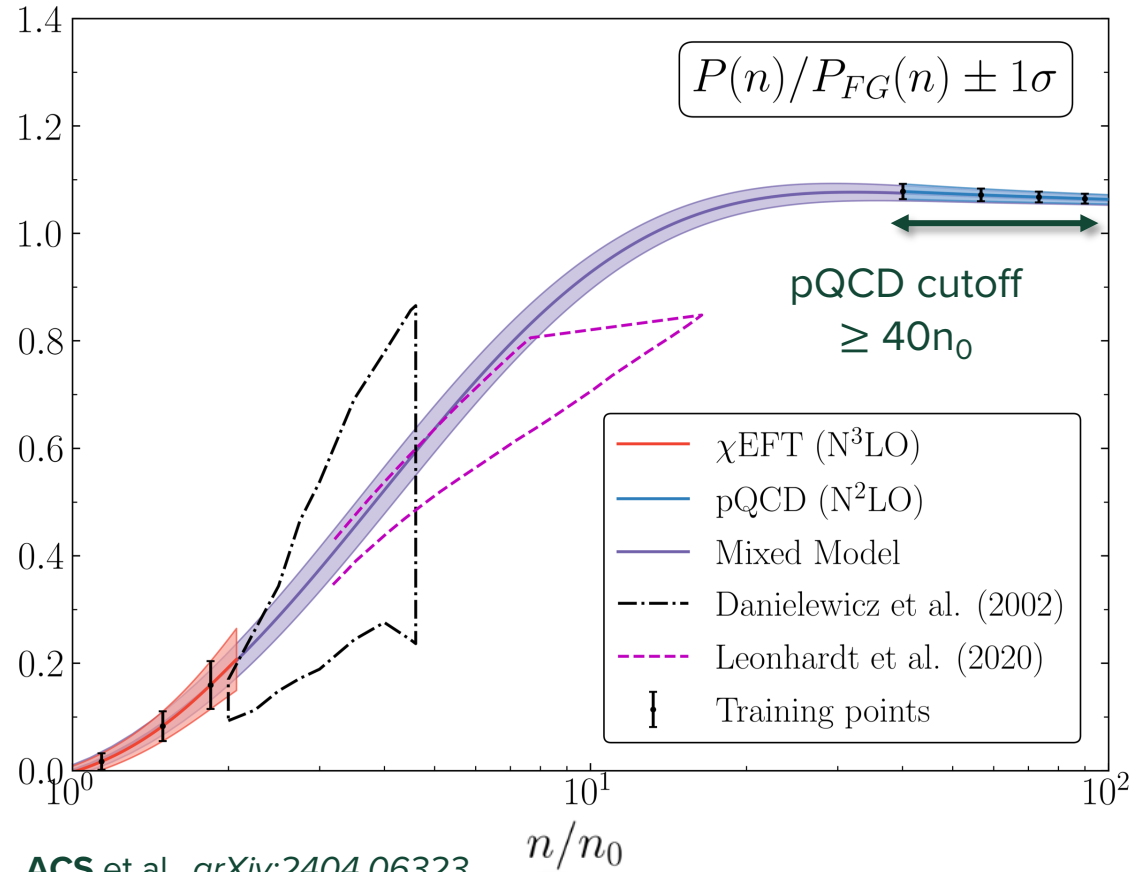 1.4
1.2
1.0
0.8
0.6
0.4
0.2
0.0
P(n)/P_{FG}(n) ± 1σ
pQCD cutoff
≥ 40n₀
χEFT (N³LO)
pQCD (N²LO)
Mixed Model
Danielewicz et al. (2002)
Leonhardt et al. (2020)
Training points
10⁰ 10¹ 10²
n/n₀
ACS et al., arXiv:2404.06323